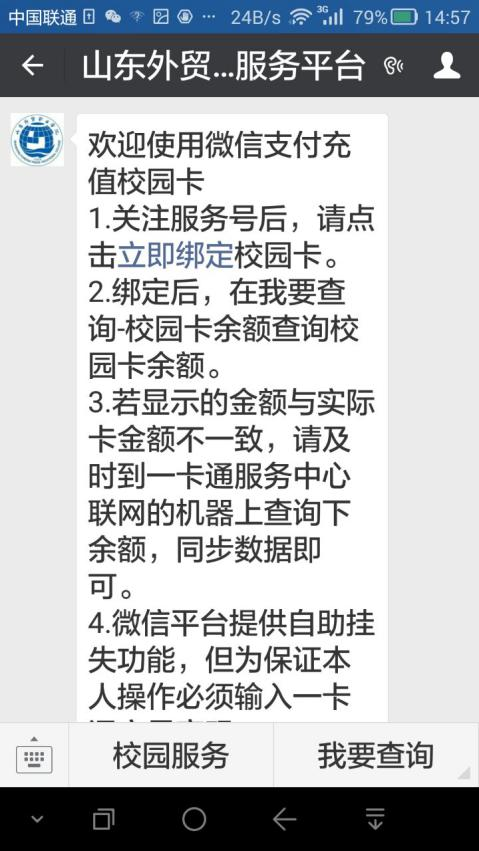 中国联通 24B/s 3G 79% 14:57
山东外贸...服务平台
欢迎使用微信支付充
值校园卡
1.关注服务号后，请点
击立即绑定校园卡。
2.绑定后，在我要查
询-校园卡余额查询校
园卡余额。
3.若显示的金额与实际
卡金额不一致，请及
时到一卡通服务中心
联网的机器上查询下
余额，同步数据即
可。
4.微信平台提供自助挂
失功能，但为保证本
人操作必须输入一卡
校园服务 我要查询